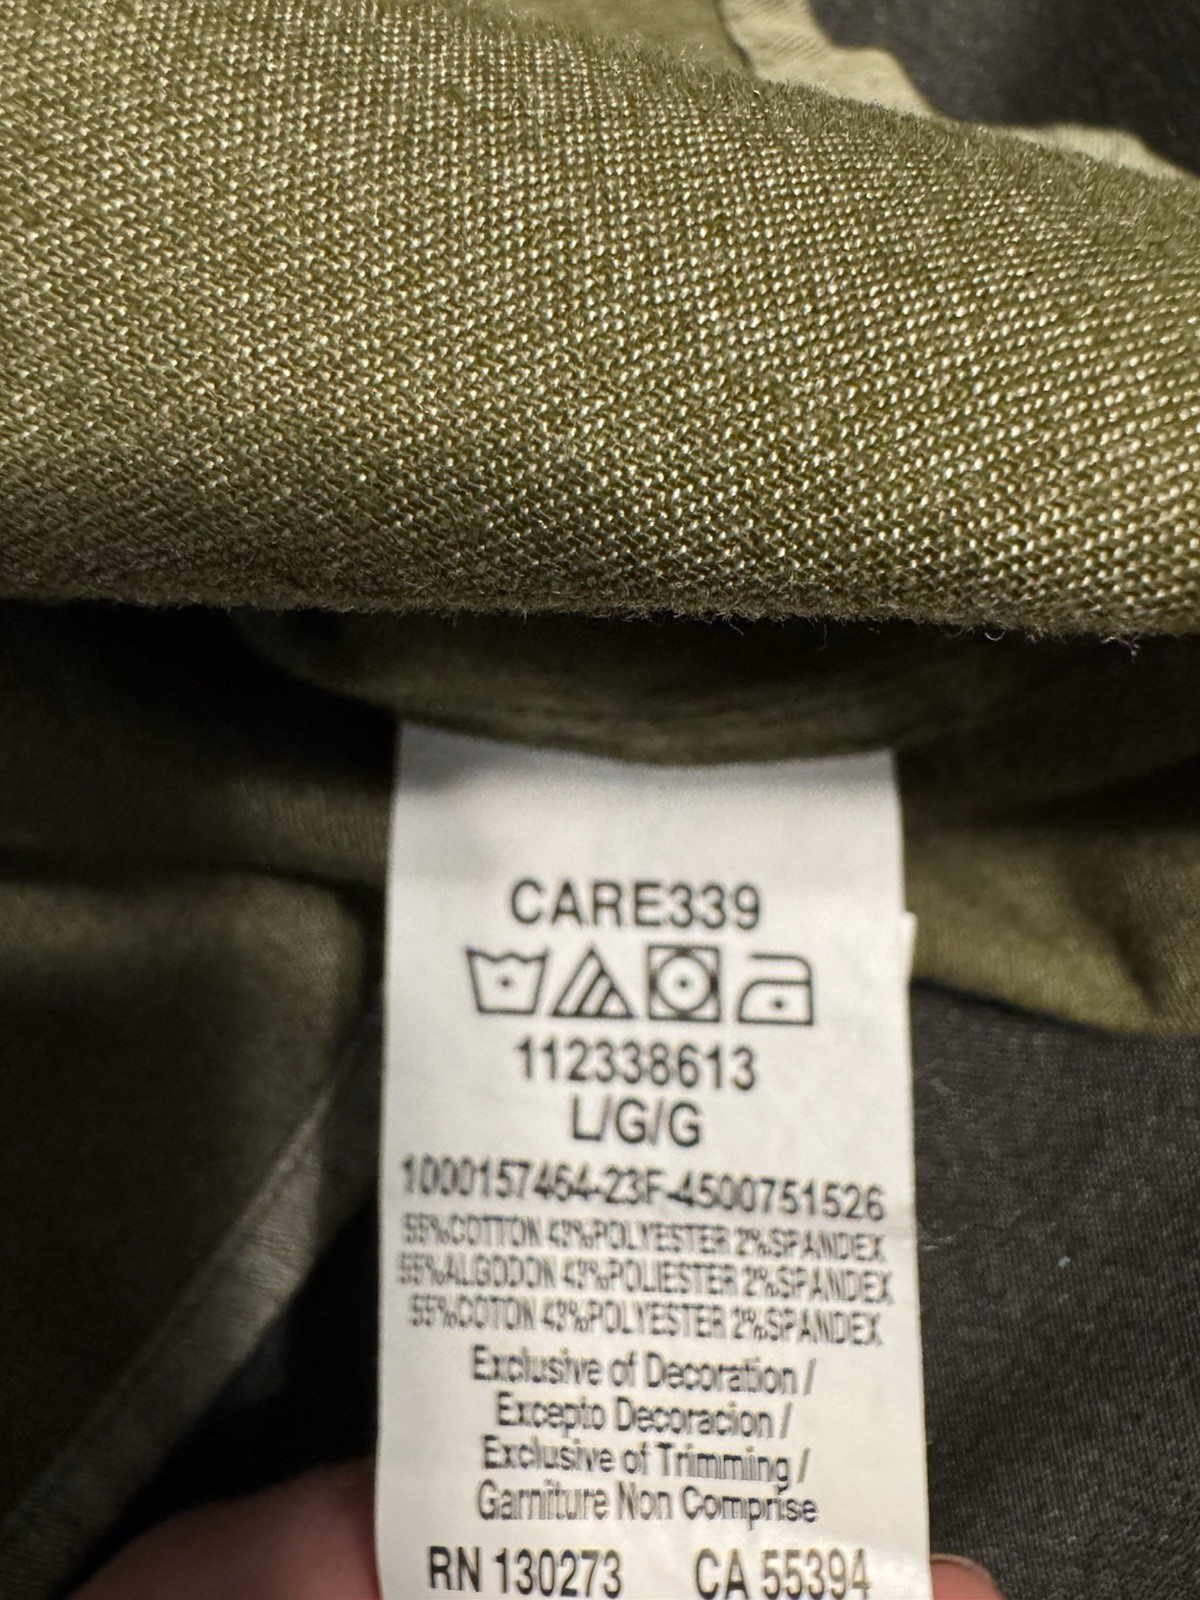 CARE339
112338613
L/G/G
1000157464-23F-4500751526
55%COTTON 43%POLYESTER 2%SPANDEX
55%ALGODON 43%POLIESTER 2%SPANDEX
55%COTON 43%POLYESTER 2%SPANDEX
Exclusive of Decoration /
Excepto Decoracion /
Exclusive of Trimming /
Garniture Non Comprise
RN 130273 CA 55394